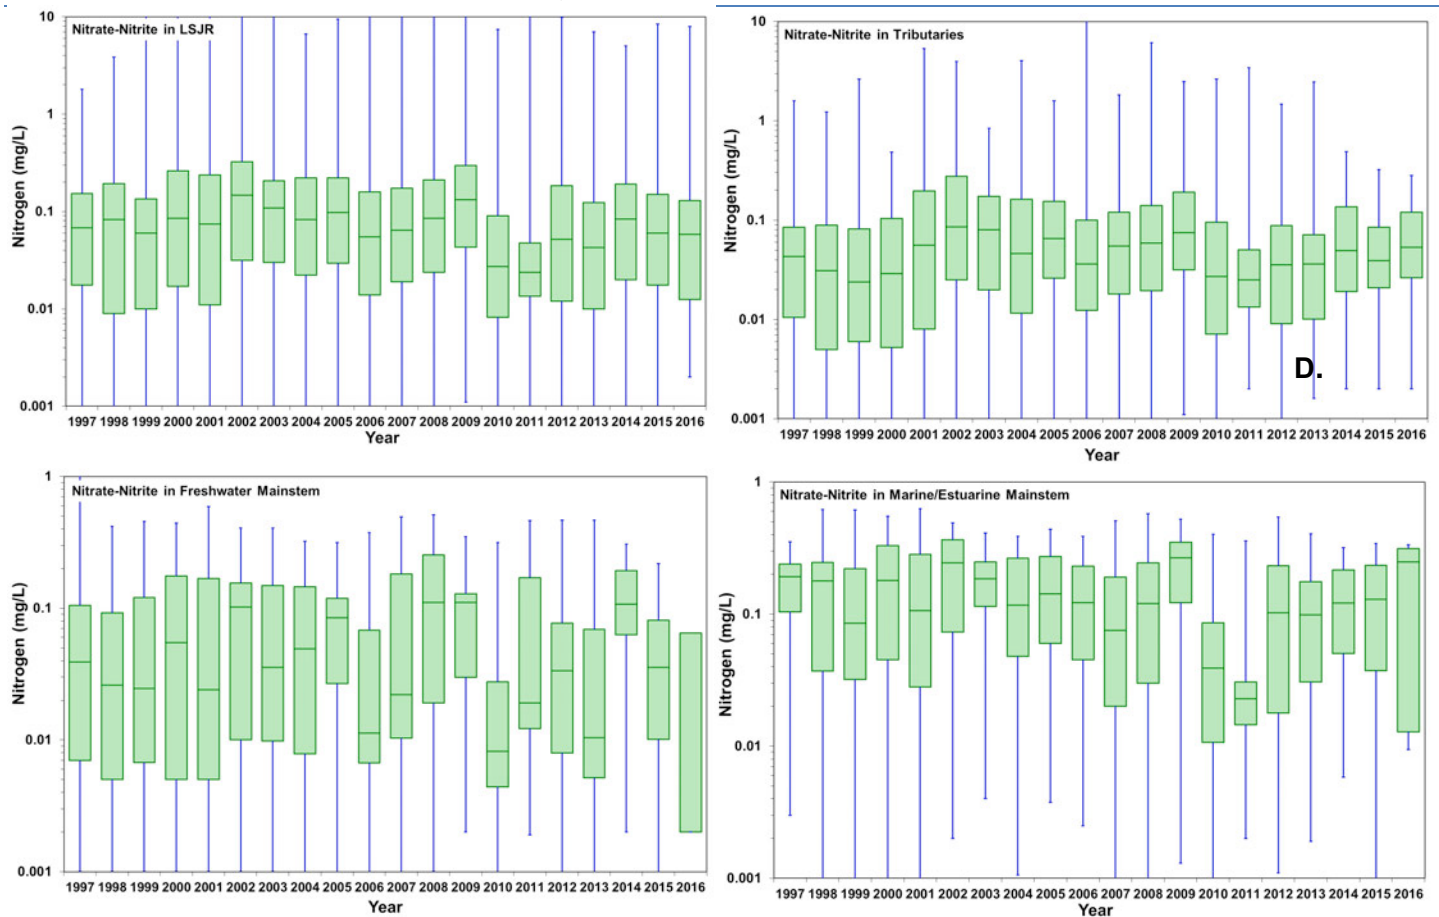 Nitrate-Nitrite in LSJR
10
1
0.1
0.01
0.001
Nitrogen (mg/L)
1997 1998 1999 2000 2001 2002 2003 2004 2005 2006 2007 2008 2009 2010 2011 2012 2013 2014 2015 2016
Year
Nitrate-Nitrite in Tributaries
10
1
0.1
0.01
0.001
Nitrogen (mg/L)
D.
1997 1998 1999 2000 2001 2002 2003 2004 2005 2006 2007 2008 2009 2010 2011 2012 2013 2014 2015 2016
Year
Nitrate-Nitrite in Freshwater Mainstem
1
0.1
0.01
0.001
Nitrogen (mg/L)
1997 1998 1999 2000 2001 2002 2003 2004 2005 2006 2007 2008 2009 2010 2011 2012 2013 2014 2015 2016
Year
Nitrate-Nitrite in Marine/Estuarine Mainstem
1
0.1
0.01
0.001
Nitrogen (mg/L)
1997 1998 1999 2000 2001 2002 2003 2004 2005 2006 2007 2008 2009 2010 2011 2012 2013 2014 2015 2016
Year